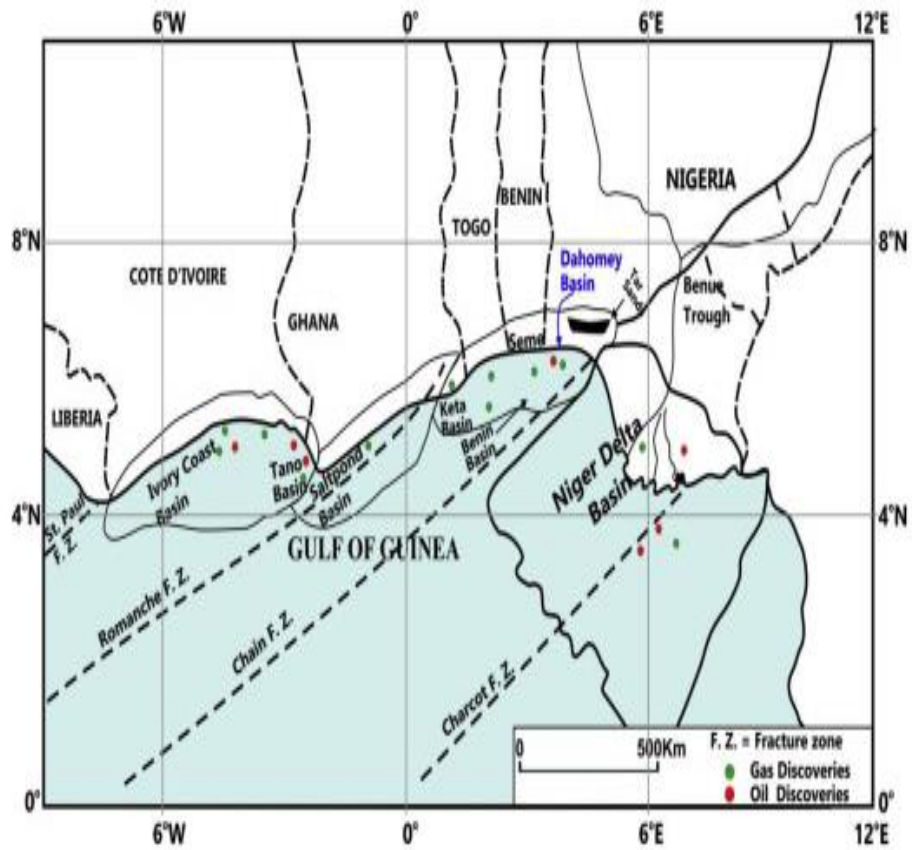 6°W
0°
6°E
12°E
NIGERIA
BENIN
TOGO
8°N
8°N
Dahomey
Basin
COTE D'IVOIRE
Tar
Sand
Benue
Trough
GHANA
Seme
LIBERIA
Keta
Basin
Benin
Basin
Ivory Coast
Basin
Tano
Basin
Saltpond
Basin
Niger Delta
Basin
4°N
4°N
St. Paul
F. Z.
GULF OF GUINEA
Romanche F. Z.
Chain F. Z.
Charcot F. Z.
0
500Km
F. Z. = Fracture zone
Gas Discoveries
Oil Discoveries
0°
0°
6°W
0°
6°E
12°E